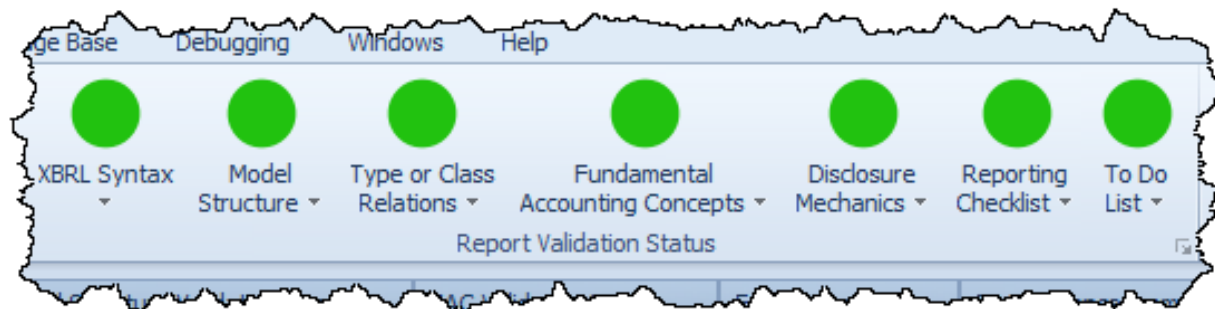 ge Base Debugging Windows Help
XBRL Syntax Model Structure Type or Class Relations Fundamental Accounting Concepts Disclosure Mechanics Reporting Checklist To Do List
Report Validation Status